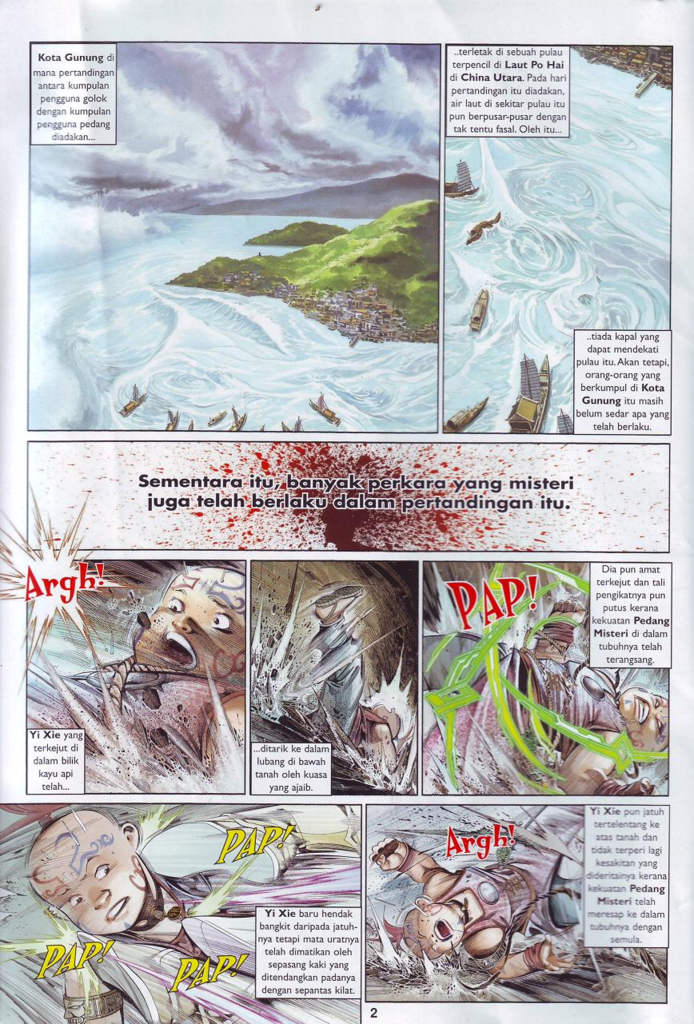 Kota Gunung di
mana pertandingan
antara kumpulan
pengguna golok
dengan kumpulan
pengguna pedang
diadakan...
..terletak di sebuah pulau
terpencil di Laut Po Hai
di China Utara. Pada hari
pertandingan itu diadakan,
air laut di sekitar pulau itu
pun berpusar-pusar dengan
tak tentu fasal. Oleh itu...
..tiada kapal yang
dapat mendekati
pulau itu. Akan tetapi,
orang-orang yang
berkumpul di Kota
Gunung itu masih
belum sedar apa yang
telah berlaku.
Sementara itu, banyak perkara yang misteri
juga telah berlaku dalam pertandingan itu.
Argh!
Yi Xie yang
terkejut di
dalam bilik
kayu api
telah...
...ditarik ke dalam
lubang di bawah
tanah oleh kuasa
yang ajaib.
PAP!
Dia pun amat
terkejut dan tali
pengikatnya pun
putus kerana
kekuatan Pedang
Misteri di dalam
tubuhnya telah
terangsang.
PAP!
PAP!
PAP!
Yi Xie baru hendak
bangkit daripada jatuh-
nya tetapi mata uratnya
telah dimatikan oleh
sepasang kaki yang
ditendangkan padanya
dengan sepantas kilat.
Argh!
Yi Xie pun jatuh
tertelentang ke
atas tanah dan
tidak terperi lagi
kesakitan yang
dideritainya kerana
kekuatan Pedang
Misteri telah
meresap ke dalam
tubuhnya dengan
semula.
2